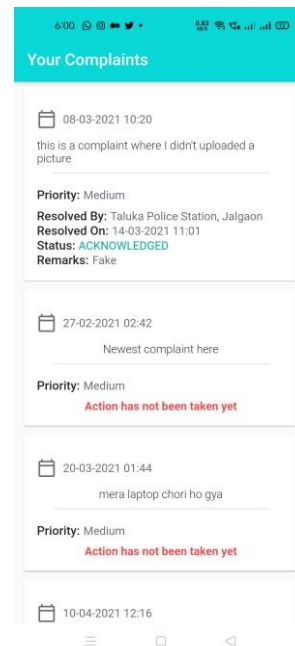 6:00
0.83
Your Complaints
08-03-2021 10:20
this is a complaint where I didn't uploaded a
picture
Priority: Medium
Resolved By: Taluka Police Station, Jalgaon
Resolved On: 14-03-2021 11:01
Status: ACKNOWLEDGED
Remarks: Fake
27-02-2021 02:42
Newest complaint here
Priority: Medium
Action has not been taken yet
20-03-2021 01:44
mera laptop chori ho gya
Priority: Medium
Action has not been taken yet
10-04-2021 12:16